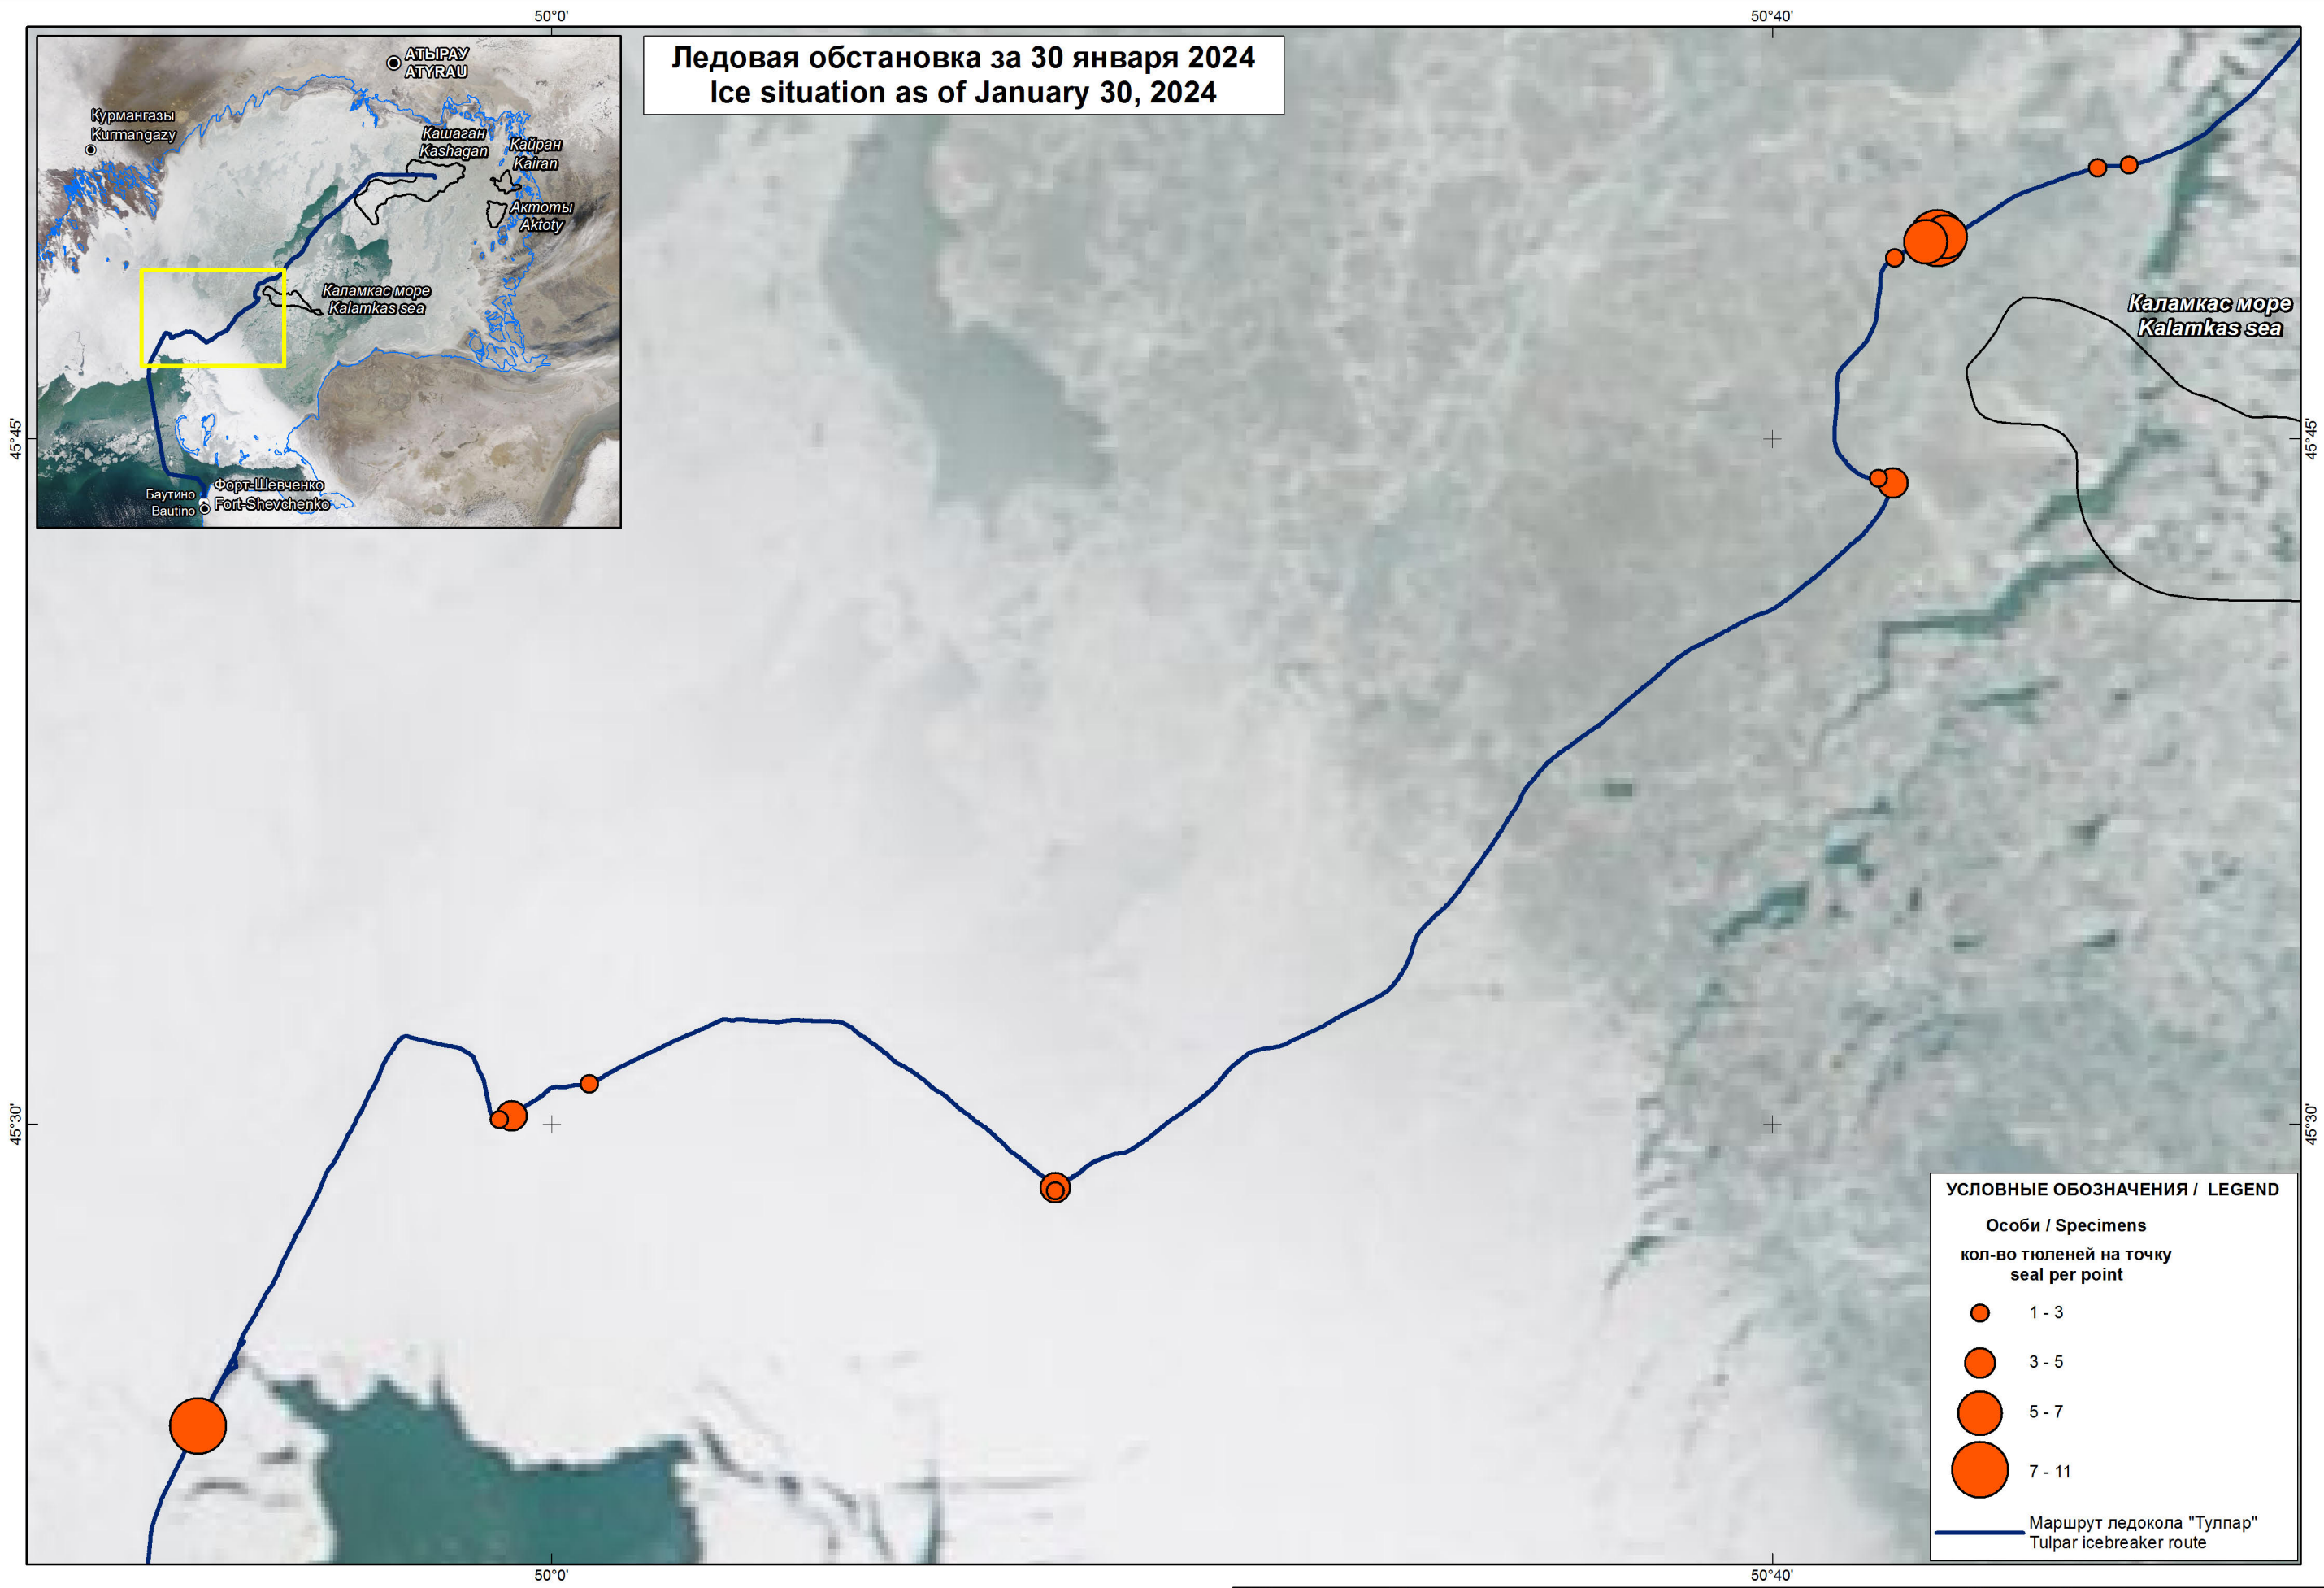 50°0'
50°40'
Ледовая обстановка за 30 января 2024
Ice situation as of January 30, 2024
АТЫРАУ
ATYRAU
Курмангазы
Kurmangazy
Кашаган
Kashagan
Кайран
Kairan
Актоты
Aktoty
Каламкас море
Kalamkas sea
Форт-Шевченко
Fort-Shevchenko
Баутино
Bautino
Каламкас море
Kalamkas sea
45°45'
45°45'
45°30'
45°30'
УСЛОВНЫЕ ОБОЗНАЧЕНИЯ / LEGEND
Особи / Specimens
кол-во тюленей на точку
seal per point
1 - 3
3 - 5
5 - 7
7 - 11
Маршрут ледокола "Тулпар"
Tulpar icebreaker route
50°0'
50°40'